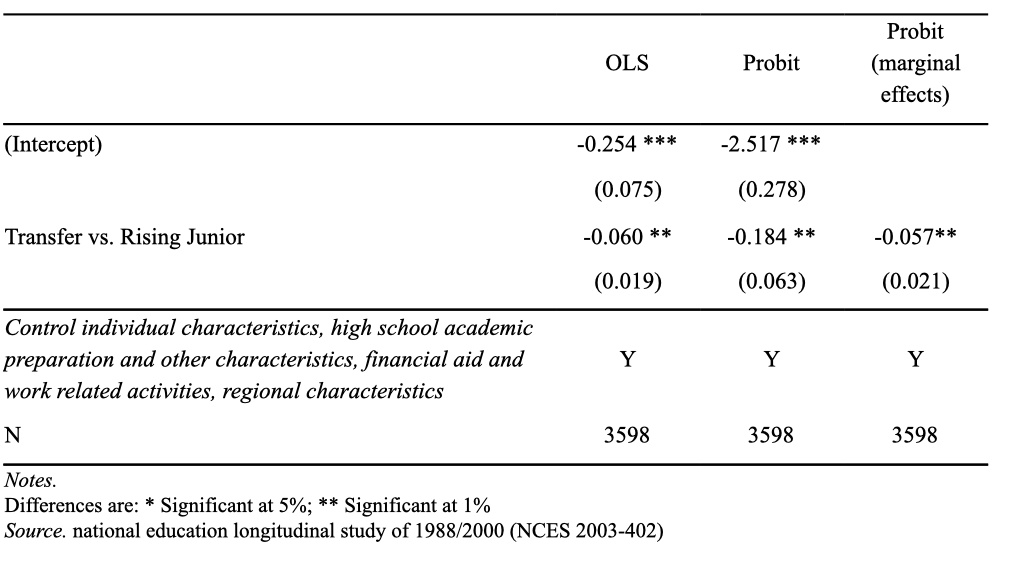 OLS Probit Probit
(marginal
effects)
(Intercept) -0.254 *** -2.517 ***
(0.075) (0.278)
Transfer vs. Rising Junior -0.060 ** -0.184 ** -0.057**
(0.019) (0.063) (0.021)
Control individual characteristics, high school academic
preparation and other characteristics, financial aid and Y Y Y
work related activities, regional characteristics
N 3598 3598 3598
Notes.
Differences are: * Significant at 5%; ** Significant at 1%
Source. national education longitudinal study of 1988/2000 (NCES 2003-402)